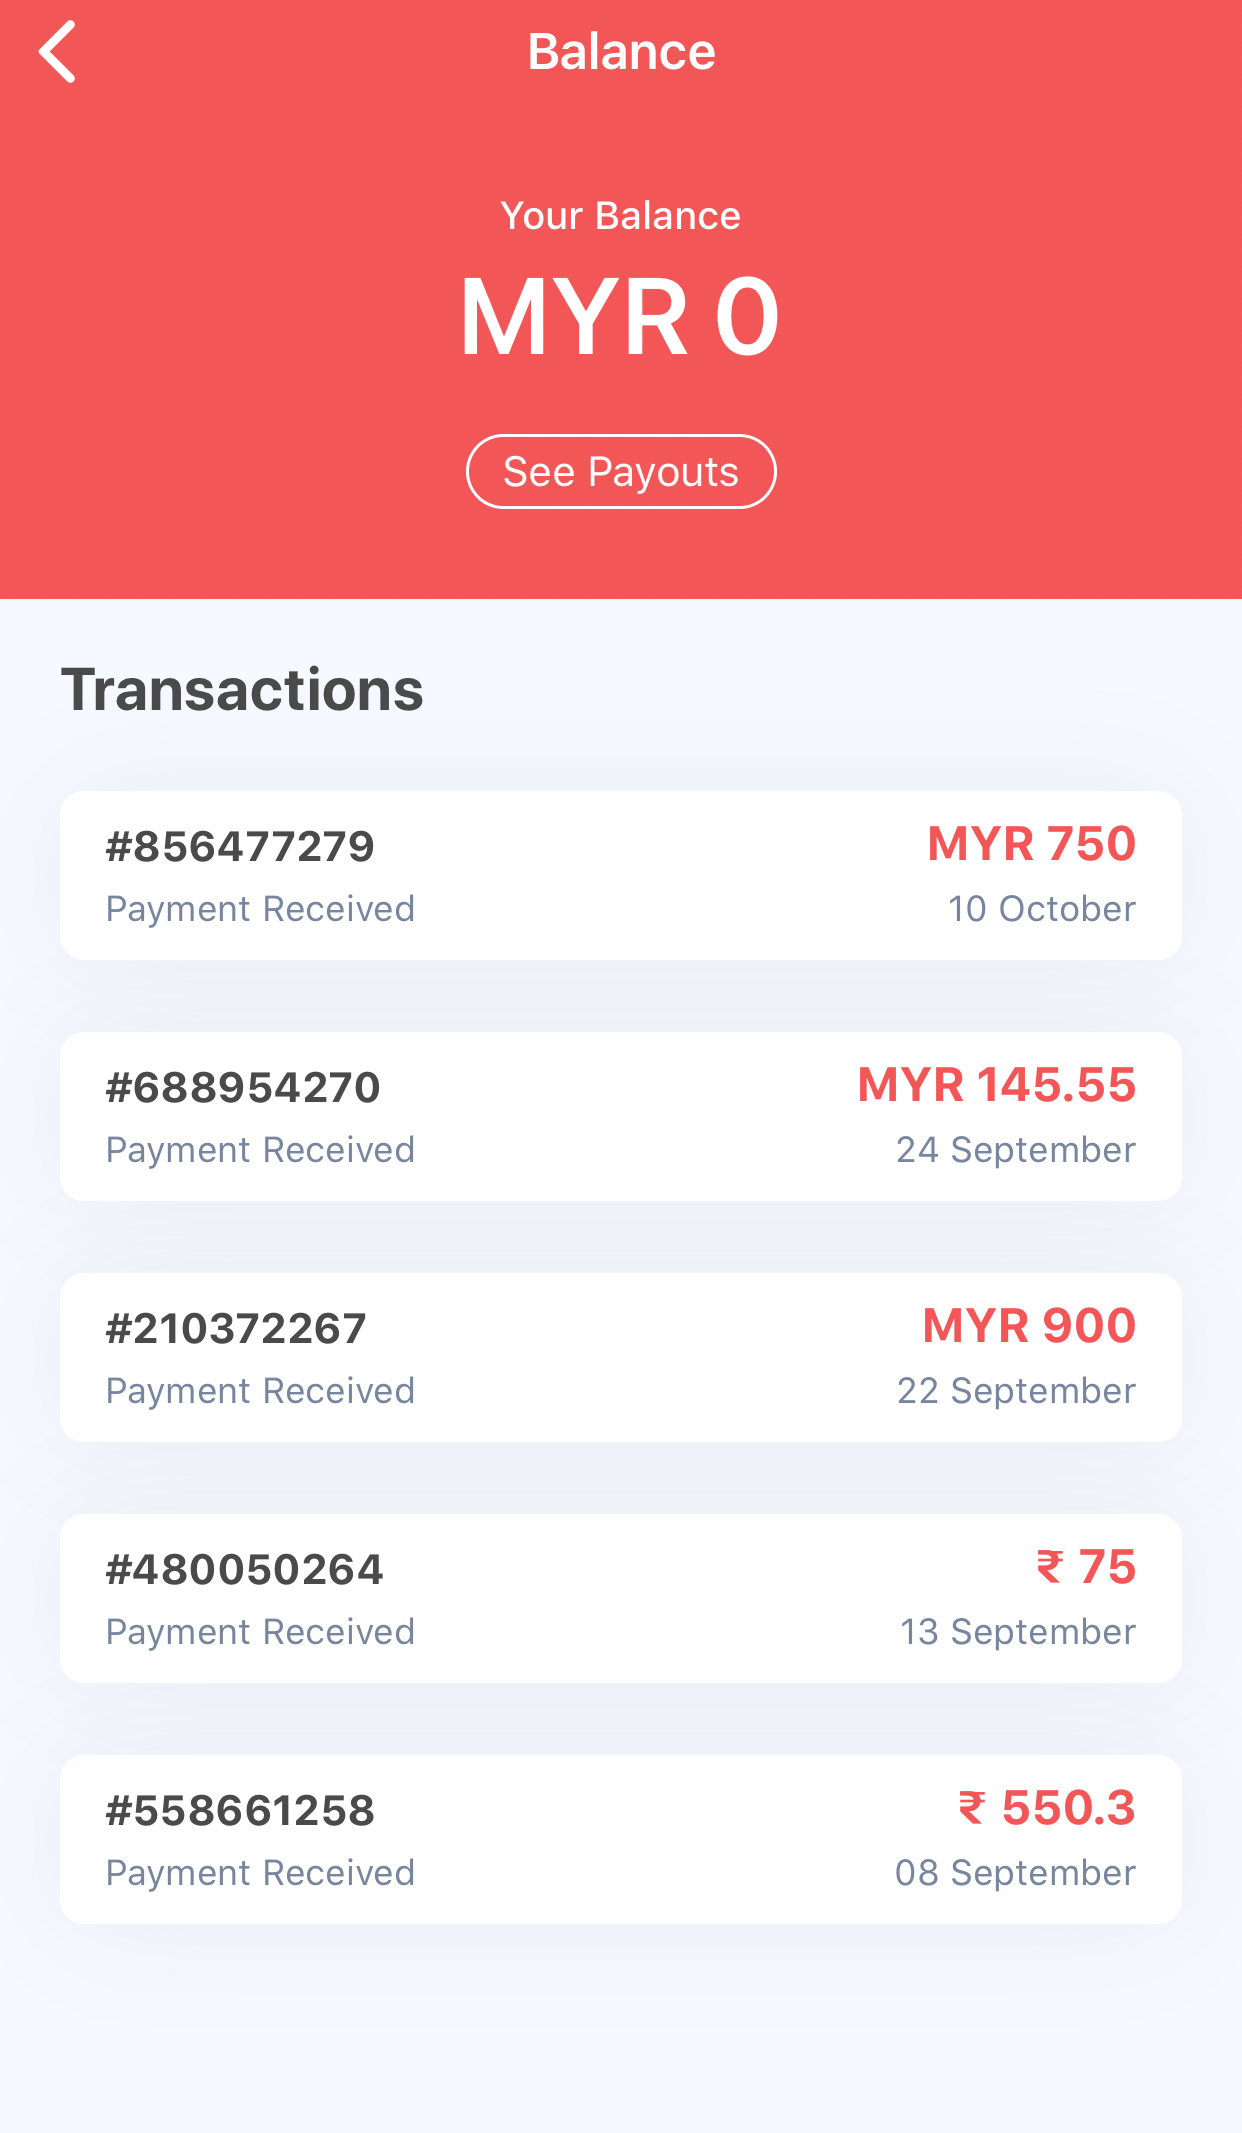 Balance
Your Balance
MYR 0
See Payouts
Transactions
#856477279
MYR 750
Payment Received
10 October
#688954270
MYR 145.55
Payment Received
24 September
#210372267
MYR 900
Payment Received
22 September
#480050264
₹ 75
Payment Received
13 September
#558661258
₹ 550.3
Payment Received
08 September